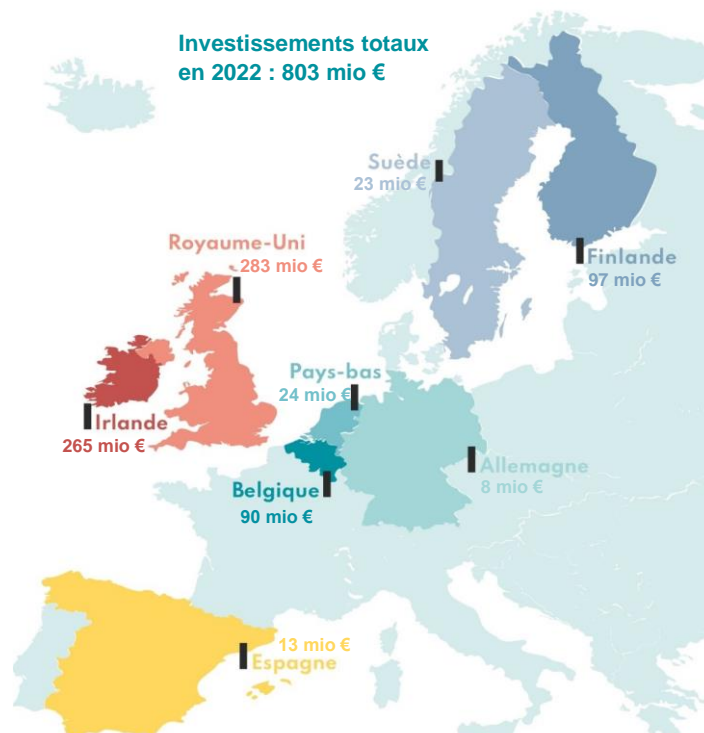 Investissements totaux
en 2022 : 803 mio €
Suède
23 mio €
Finlande
97 mio €
Royaume-Uni
283 mio €
Pays-bas
24 mio €
Irlande
265 mio €
Allemagne
8 mio €
Belgique
90 mio €
13 mio €
Espagne